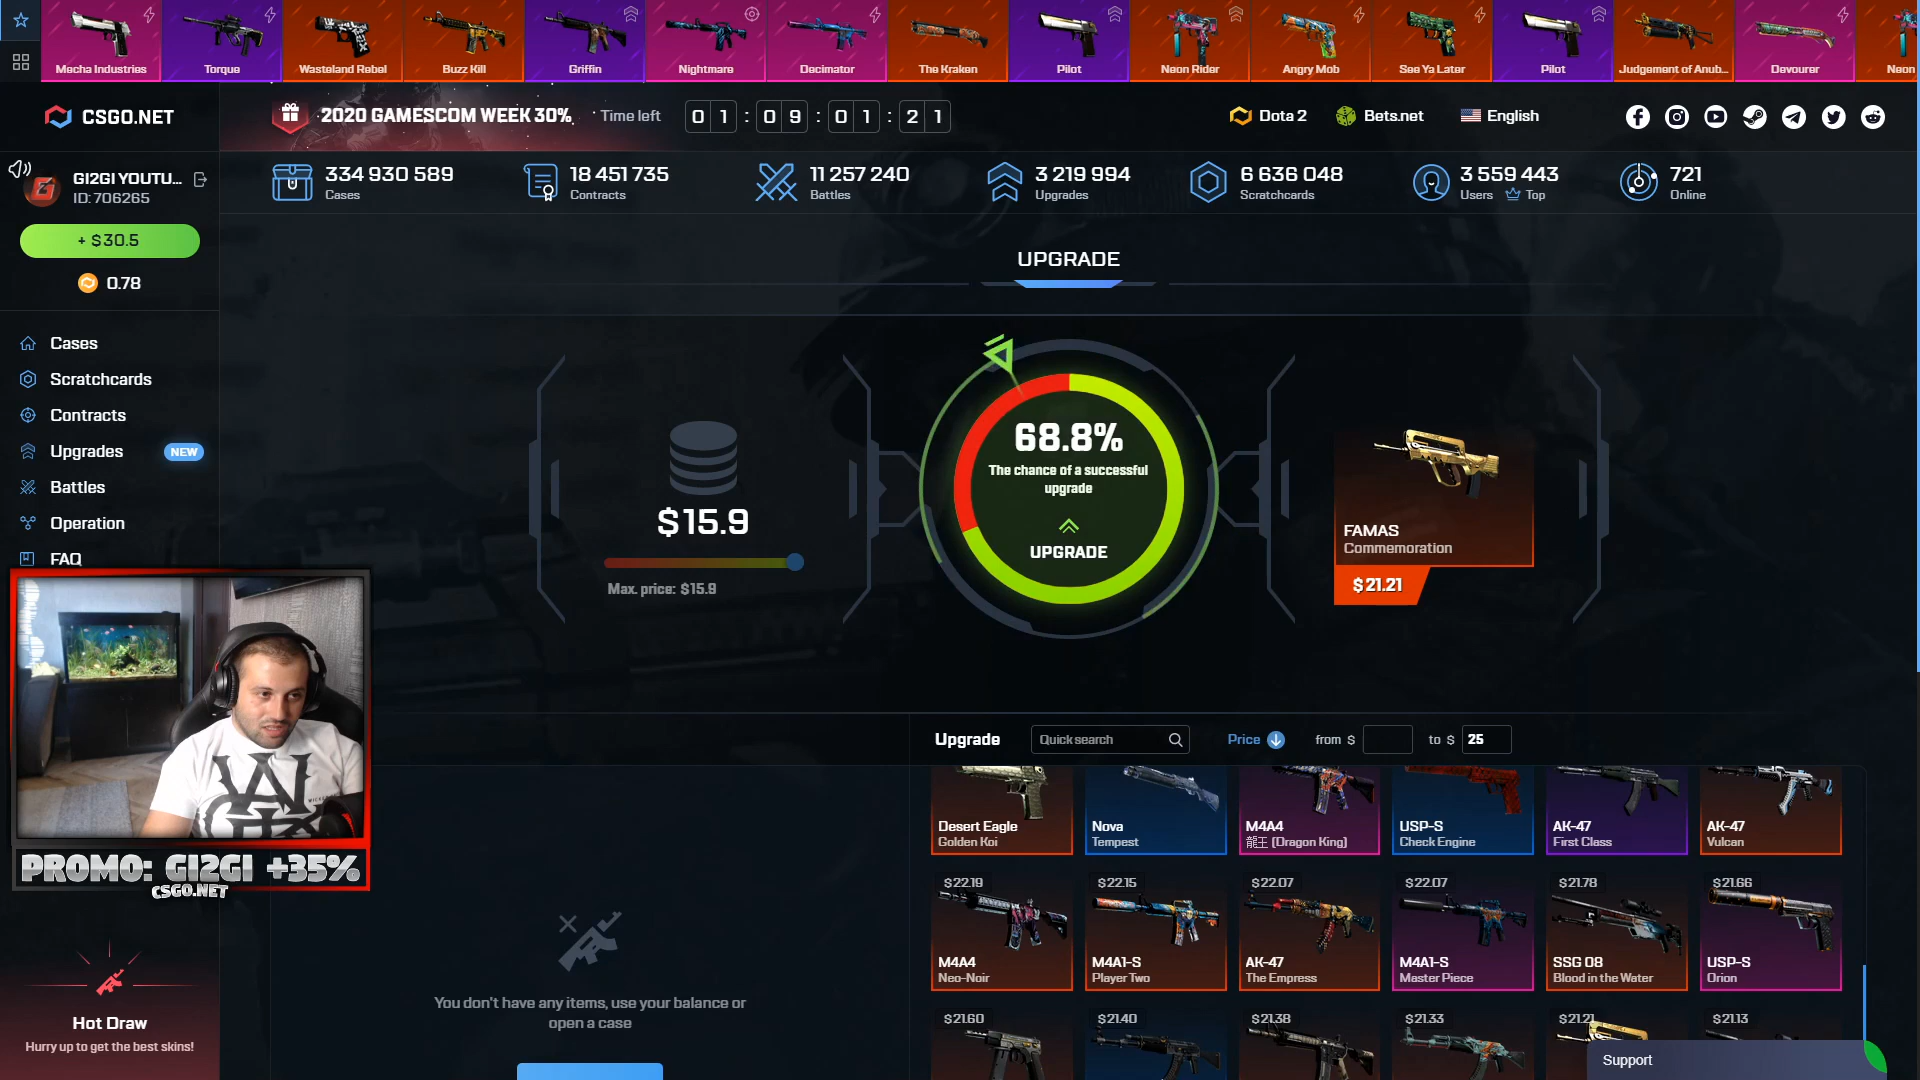 Mecha Industries
Torque
Wasteland Rebel
Buzz Kill
Griffin
Nightmare
Decimator
The Kraken
Pilot
Neon Rider
Angry Mob
See Ya Later
Pilot
Judgement of Anub...
Devourer
Neon
CSGO.NET
2020 GAMESCOM WEEK 30%
Time left
0 1 : 0 9 : 0 1 : 2 1
Dota 2
Bets.net
English
GI2GI YOUTU...
ID: 706265
+ $30.5
0.78
334 930 589
Cases
18 451 735
Contracts
11 257 240
Battles
3 219 994
Upgrades
6 636 048
Scratchcards
3 559 443
Users Top
721
Online
Cases
Scratchcards
Contracts
Upgrades NEW
Battles
Operation
FAQ
UPGRADE
$15.9
Max. price: $15.9
68.8%
The chance of a successful
upgrade
UPGRADE
FAMAS
Commemoration
$21.21
PROMO: GI2GI +35%
CSGO.NET
Hot Draw
Hurry up to get the best skins!
You don't have any items, use your balance or
open a case
Upgrade
Quick search
Price
from $
to $ 25
Desert Eagle
Golden Koi
Nova
Tempest
M4A4
龍王 (Dragon King)
USP-S
Check Engine
AK-47
First Class
AK-47
Vulcan
$22.19
M4A4
Neo-Noir
$22.15
M4A1-S
Player Two
$22.07
AK-47
The Empress
$22.07
M4A1-S
Master Piece
$21.78
SSG 08
Blood in the Water
$21.66
USP-S
Orion
$21.60
$21.40
$21.38
$21.33
$21.21
$21.13
Support